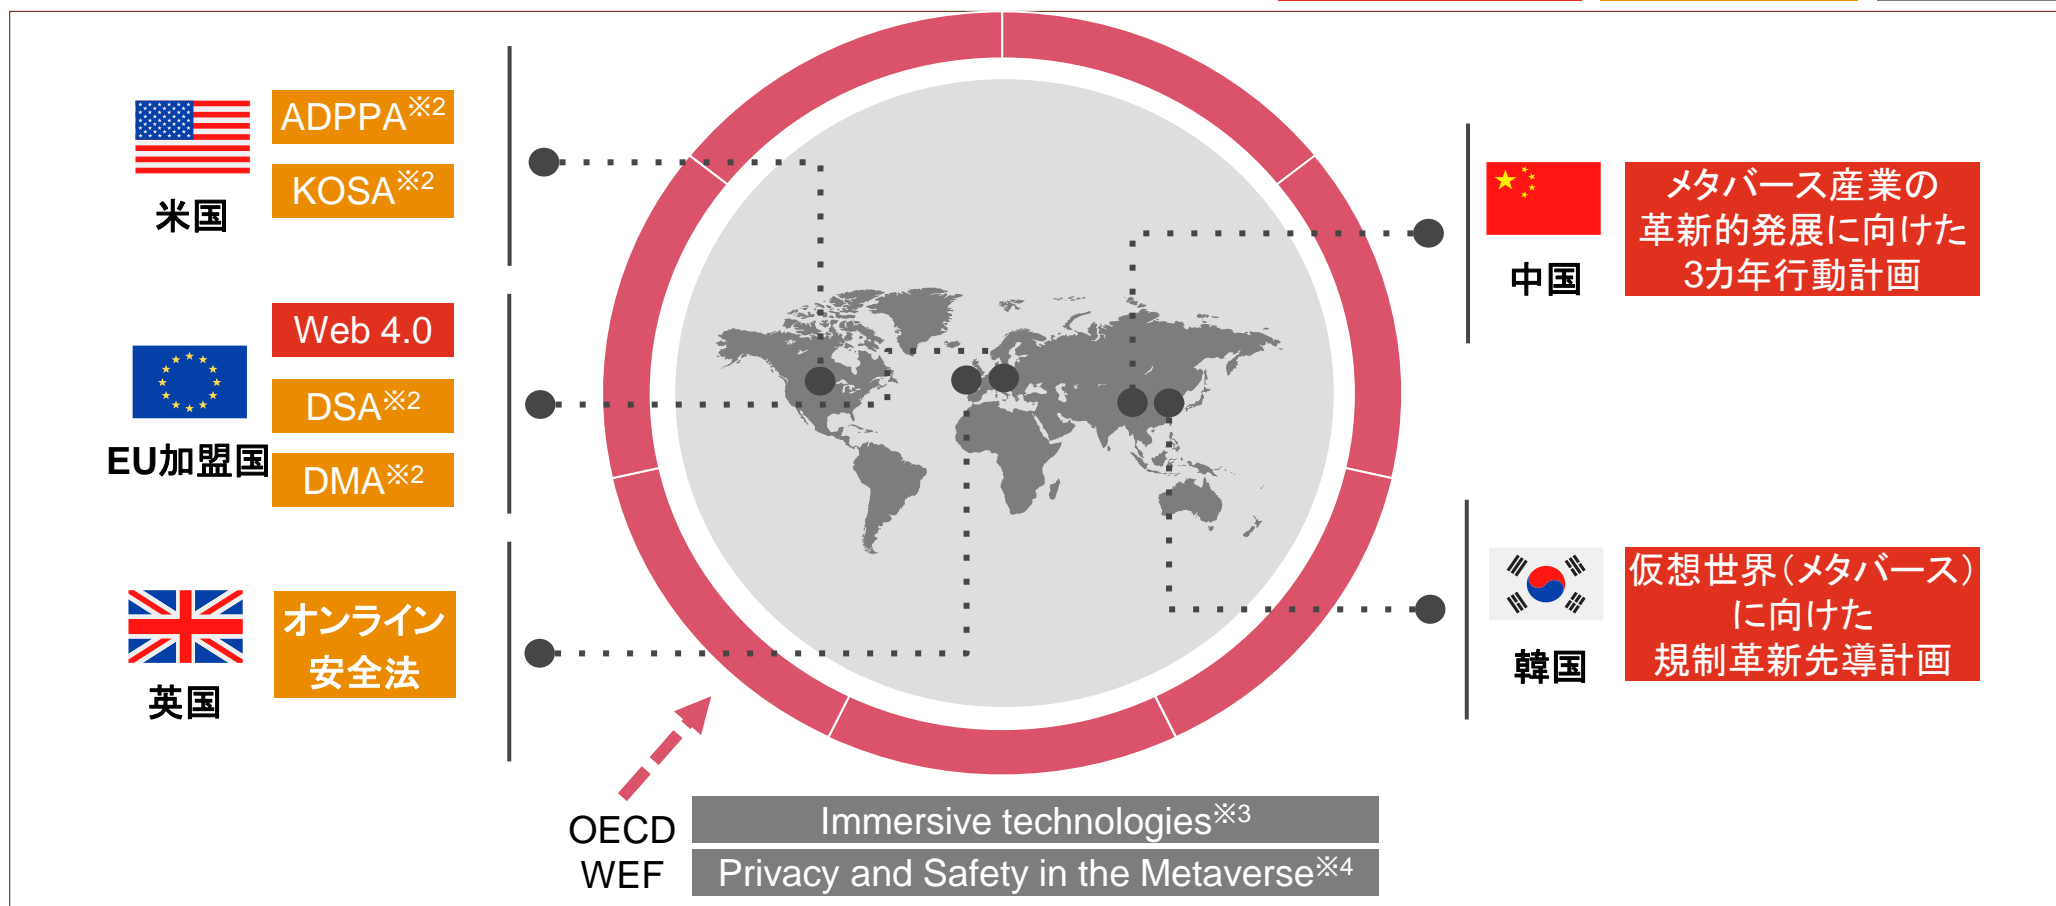 ADPPA※2
KOSA※2
米国
Web 4.0
DSA※2
DMA※2
EU加盟国
オンライン
安全法
英国
メタバース産業の
革新的発展に向けた
3カ年行動計画
中国
仮想世界（メタバース）
に向けた
規制革新先導計画
韓国
OECD
Immersive technologies※3
WEF
Privacy and Safety in the Metaverse※4